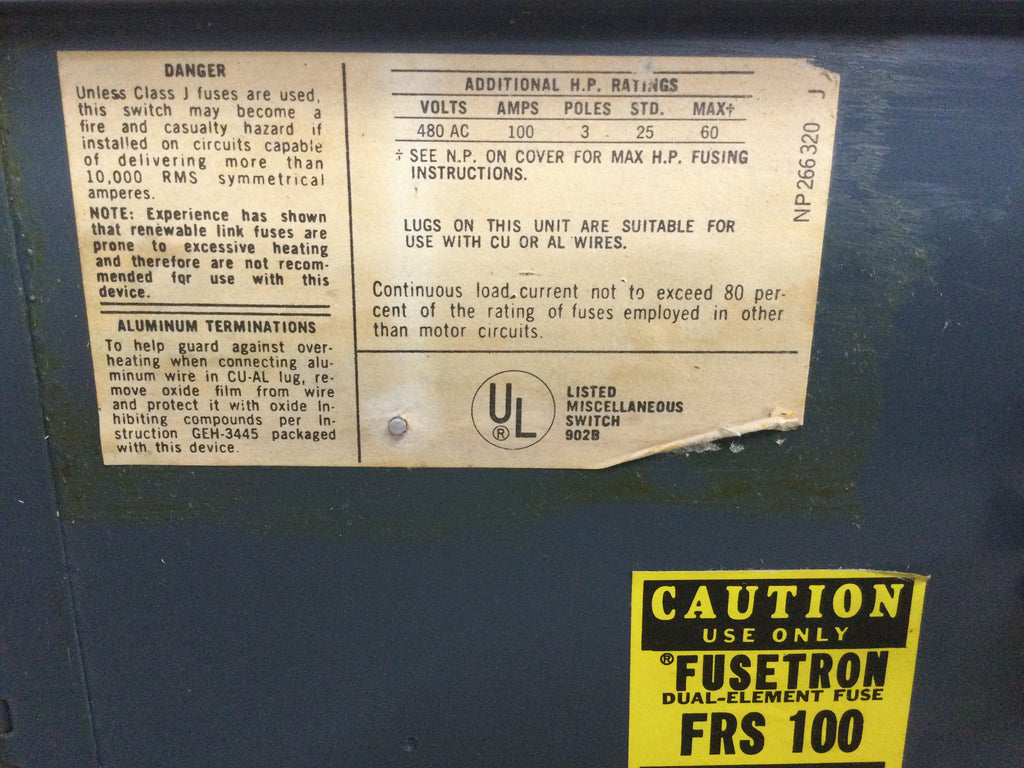 DANGER
Unless Class J fuses are used,
this switch may become a
fire and casualty hazard if
installed on circuits capable
of delivering more than
10,000 RMS symmetrical
amperes.
NOTE: Experience has shown
that renewable link fuses are
prone to excessive heating
and therefore are not recom-
mended for use with this
device.
ALUMINUM TERMINATIONS
To help guard against over-
heating when connecting alu-
minum wire in CU-AL lug, re-
move oxide film from wire
and protect it with oxide In-
hibiting compounds per In-
struction GEH-3445 packaged
with this device.
ADDITIONAL H.P. RATINGS
VOLTS AMPS POLES STD. MAX‡
480 AC 100 3 25 60
‡ SEE N.P. ON COVER FOR MAX H.P. FUSING
INSTRUCTIONS.
LUGS ON THIS UNIT ARE SUITABLE FOR
USE WITH CU OR AL WIRES.
Continuous load current not to exceed 80 per-
cent of the rating of fuses employed in other
than motor circuits.
NP266320 J
UL ®
LISTED
MISCELLANEOUS
SWITCH
902B
CAUTION
USE ONLY
®FUSETRON
DUAL-ELEMENT FUSE
FRS 100